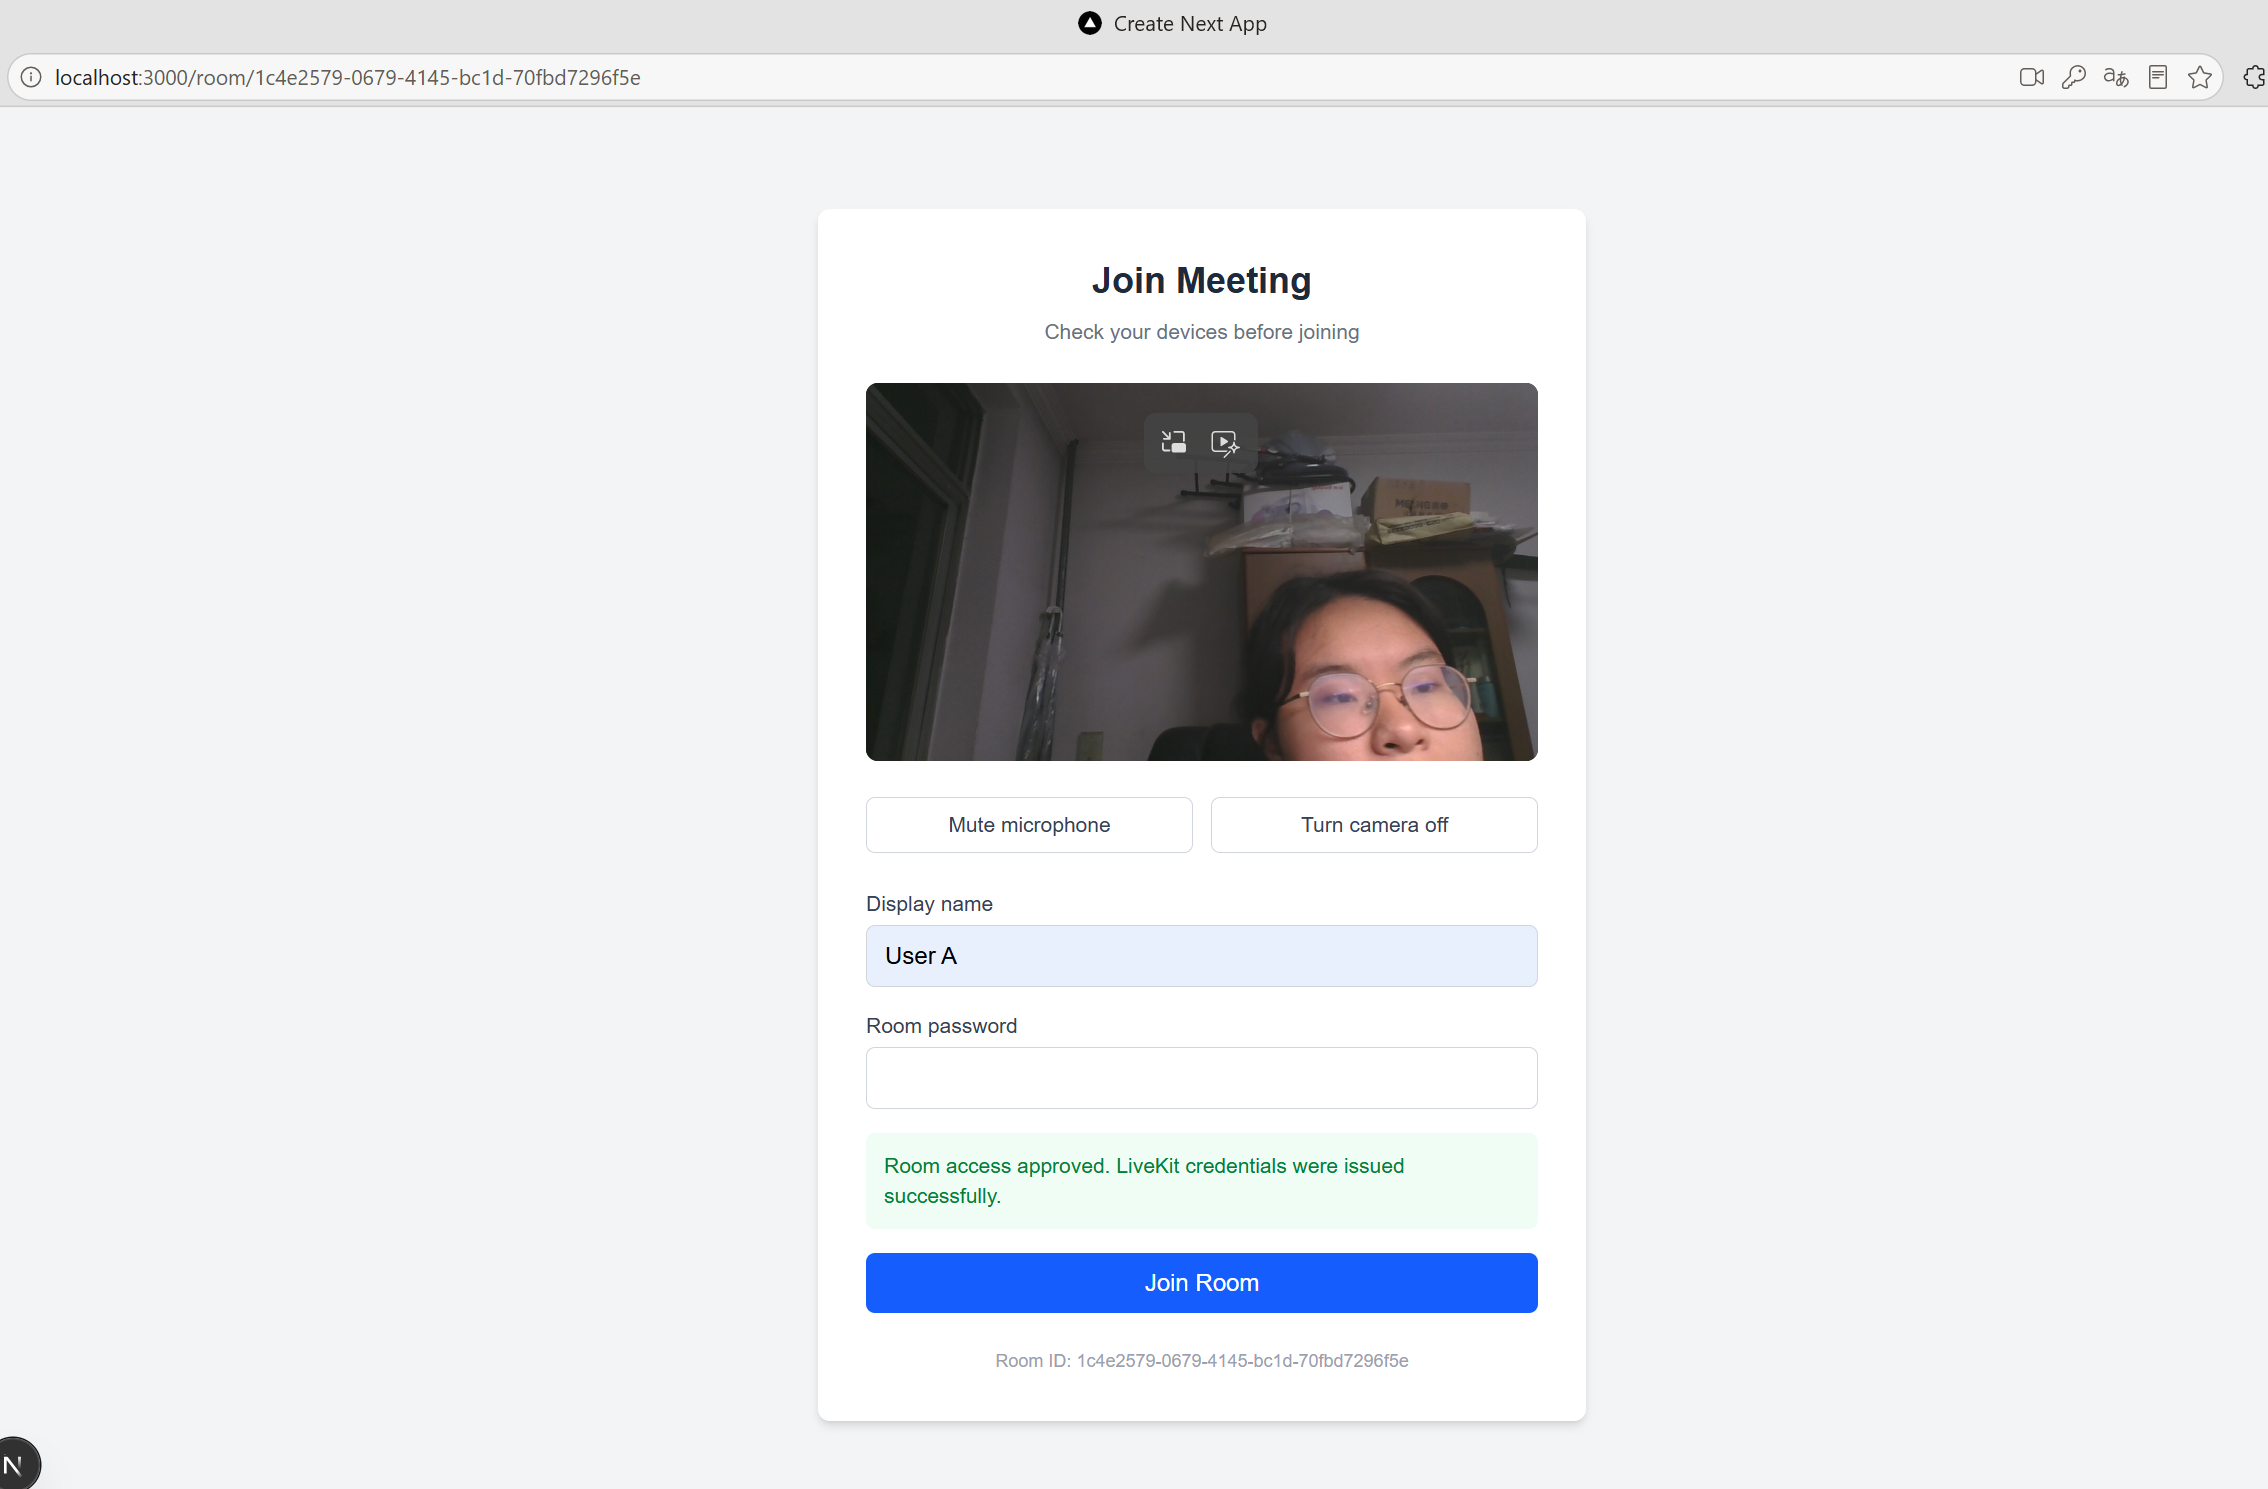 Create Next App
localhost:3000/room/1c4e2579-0679-4145-bc1d-70fbd7296f5e
Join Meeting
Check your devices before joining
Mute microphone
Turn camera off
Display name
User A
Room password
Room access approved. LiveKit credentials were issued
successfully.
Join Room
Room ID: 1c4e2579-0679-4145-bc1d-70fbd7296f5e
N